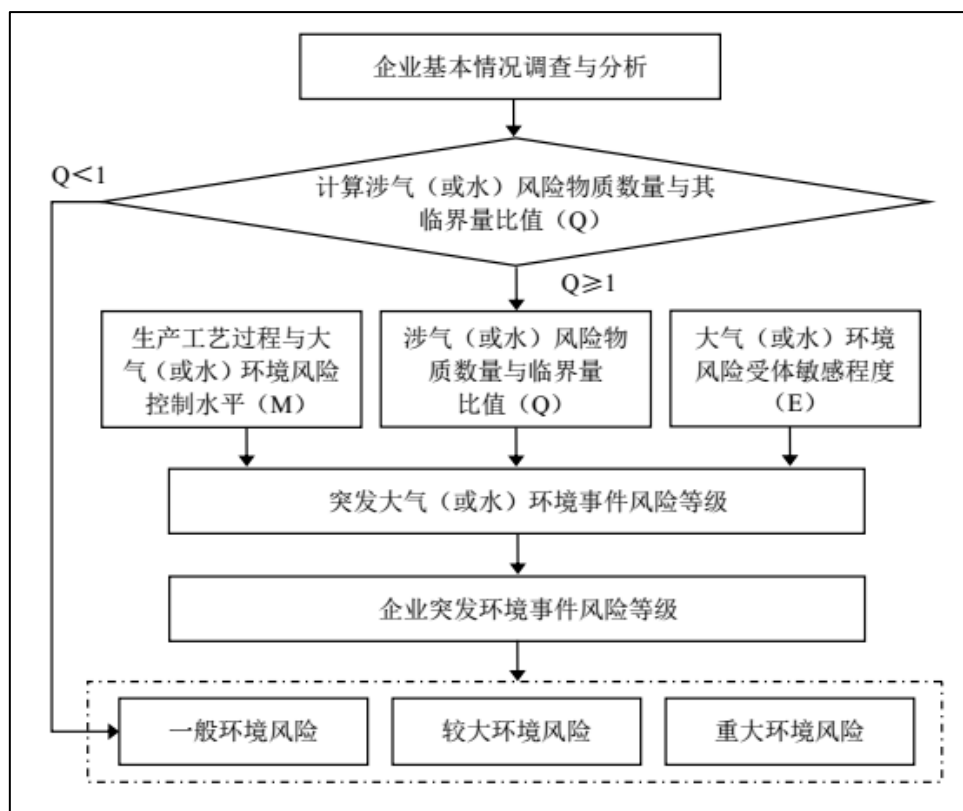 企业基本情况调查与分析
Q＜1
计算涉气（或水）风险物质数量与其
临界量比值（Q）
Q≥1
生产工艺过程与大
气（或水）环境风险
控制水平（M）
涉气（或水）风险物
质数量与临界量
比值（Q）
大气（或水）环境
风险受体敏感程度
（E）
突发大气（或水）环境事件风险等级
企业突发环境事件风险等级
一般环境风险
较大环境风险
重大环境风险